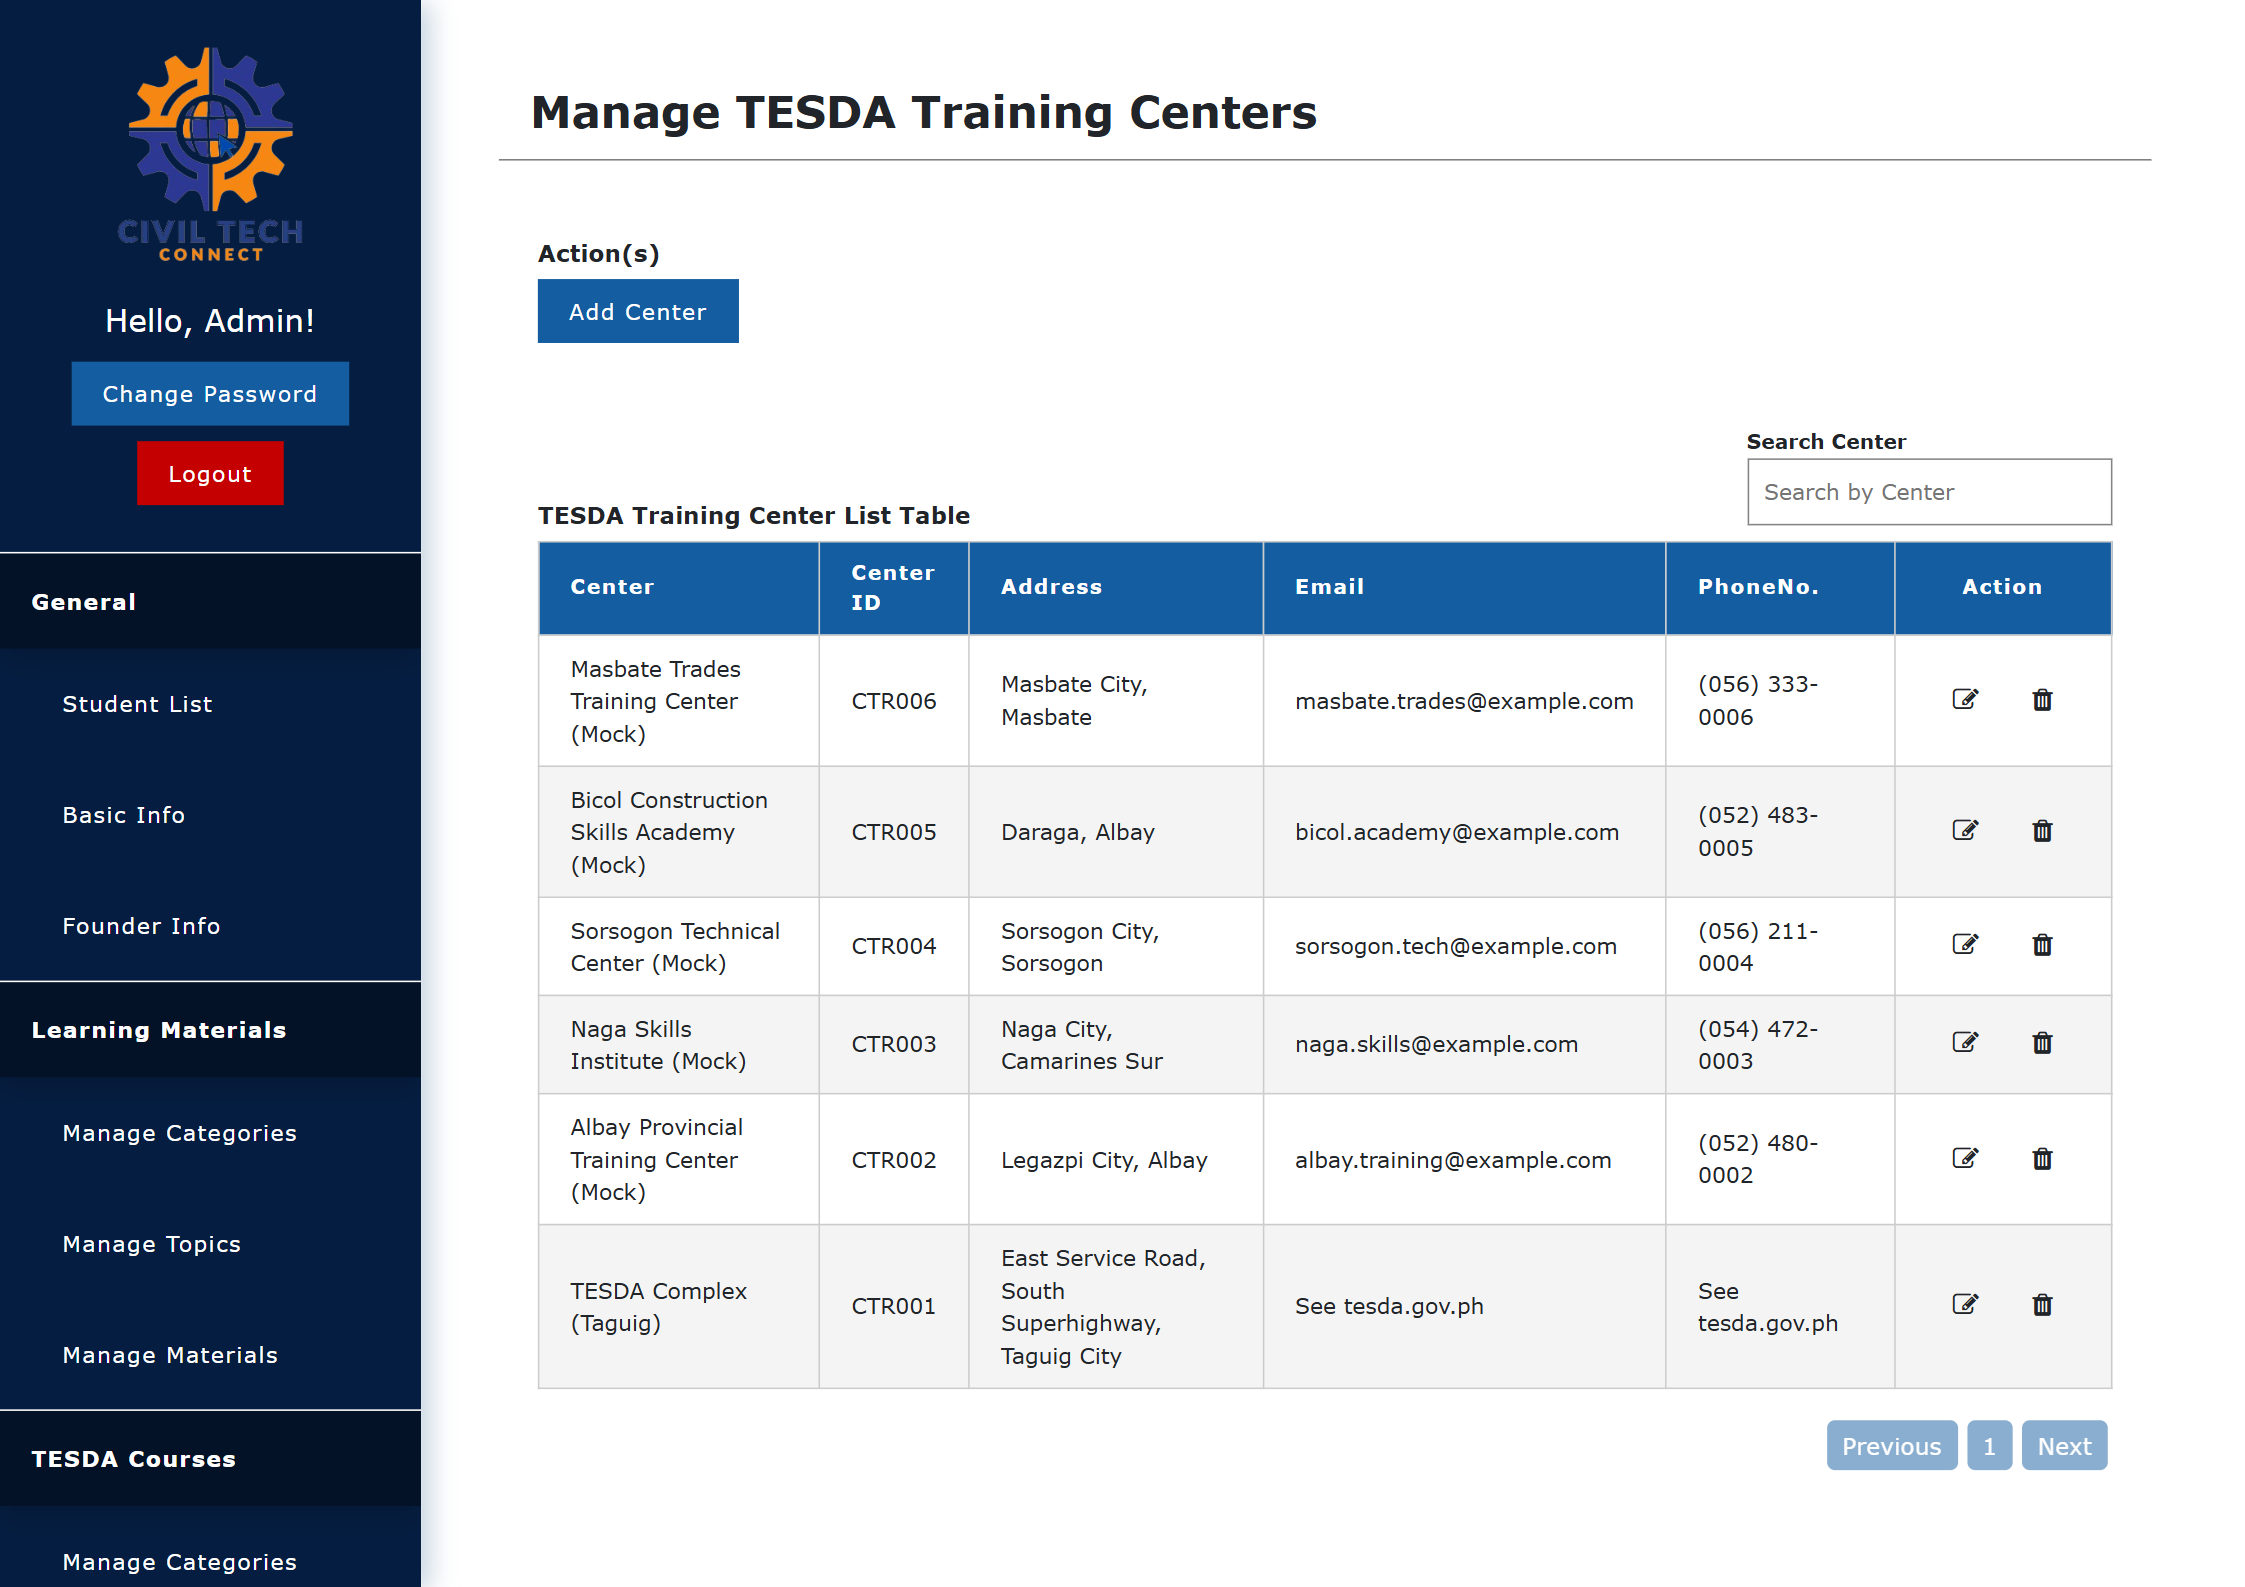 CIVIL TECH
CONNECT
Hello, Admin!
Change Password
Logout
General
Student List
Basic Info
Founder Info
Learning Materials
Manage Categories
Manage Topics
Manage Materials
TESDA Courses
Manage Categories
Manage TESDA Training Centers
Action(s)
Add Center
Search Center
Search by Center
TESDA Training Center List Table
Center
Center
ID
Address
Email
PhoneNo.
Action
Masbate Trades
Training Center
(Mock)
CTR006
Masbate City,
Masbate
masbate.trades@example.com
(056) 333-
0006
Bicol Construction
Skills Academy
(Mock)
CTR005
Daraga, Albay
bicol.academy@example.com
(052) 483-
0005
Sorsogon Technical
Center (Mock)
CTR004
Sorsogon City,
Sorsogon
sorsogon.tech@example.com
(056) 211-
0004
Naga Skills
Institute (Mock)
CTR003
Naga City,
Camarines Sur
naga.skills@example.com
(054) 472-
0003
Albay Provincial
Training Center
(Mock)
CTR002
Legazpi City, Albay
albay.training@example.com
(052) 480-
0002
TESDA Complex
(Taguig)
CTR001
East Service Road,
South
Superhighway,
Taguig City
See tesda.gov.ph
See
tesda.gov.ph
Previous
1
Next